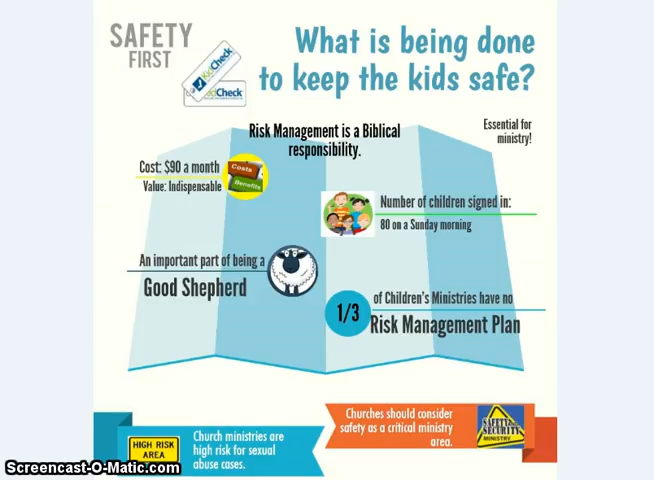 SAFETY
FIRST
KidCheck
dCheck
What is being done
to keep the kids safe?
Risk Management is a Biblical
responsibility.
Essential for
ministry!
Cost: $90 a month
Value: Indispensable
Costs
Benefits
Number of children signed in:
80 on a Sunday morning
An important part of being a
Good Shepherd
1/3
of Children's Ministries have no
Risk Management Plan
HIGH RISK
AREA
Church ministries are
high risk for sexual
abuse cases.
Churches should consider
safety as a critical ministry
area.
SAFETY
SECURITY
MINISTRY
Screencast-O-Matic.com